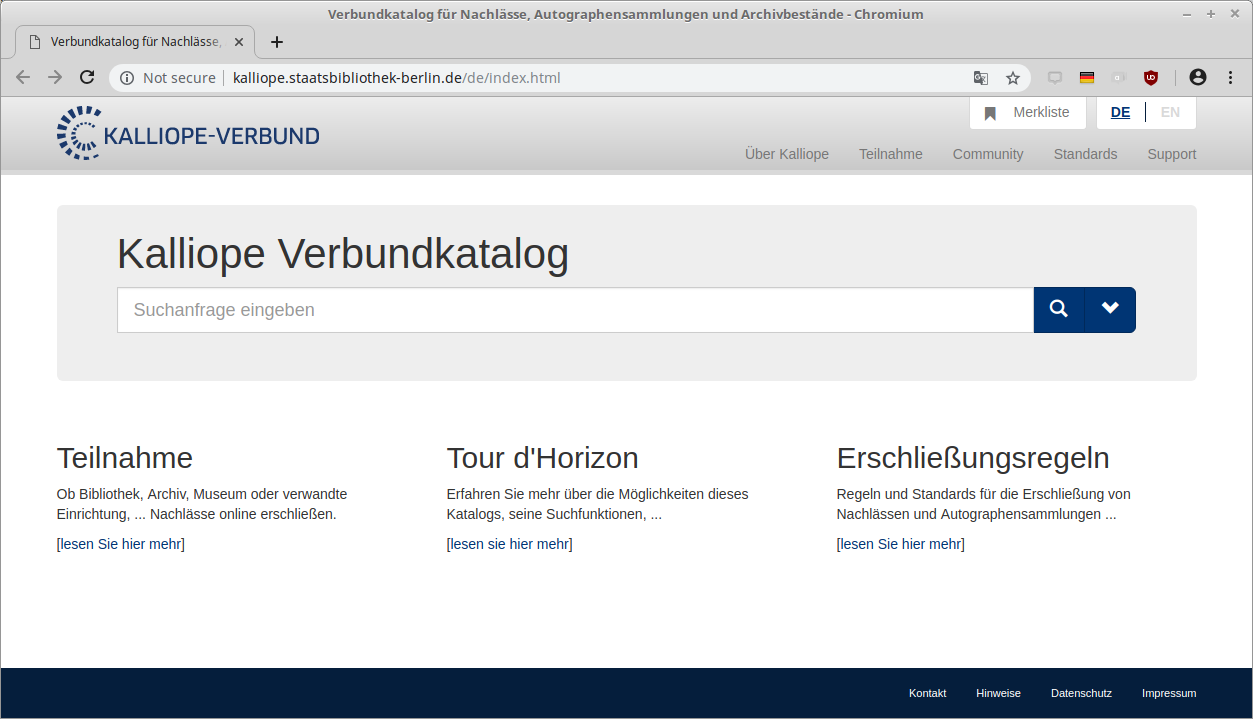 Verbundkatalog für Nachlässe, Autographensammlungen und Archivbestände - Chromium
Verbundkatalog für Nachlässe,
Not secure kalliope.staatsbibliothek-berlin.de/de/index.html
KALLIOPE-VERBUND
Merkliste
DE EN
Über Kalliope Teilnahme Community Standards Support
Kalliope Verbundkatalog
Suchanfrage eingeben
Teilnahme
Ob Bibliothek, Archiv, Museum oder verwandte
Einrichtung, ... Nachlässe online erschließen.
[lesen Sie hier mehr]
Tour d'Horizon
Erfahren Sie mehr über die Möglichkeiten dieses
Katalogs, seine Suchfunktionen, ...
[lesen sie hier mehr]
Erschließungsregeln
Regeln und Standards für die Erschließung von
Nachlässen und Autographensammlungen ...
[lesen Sie hier mehr]
Kontakt Hinweise Datenschutz Impressum